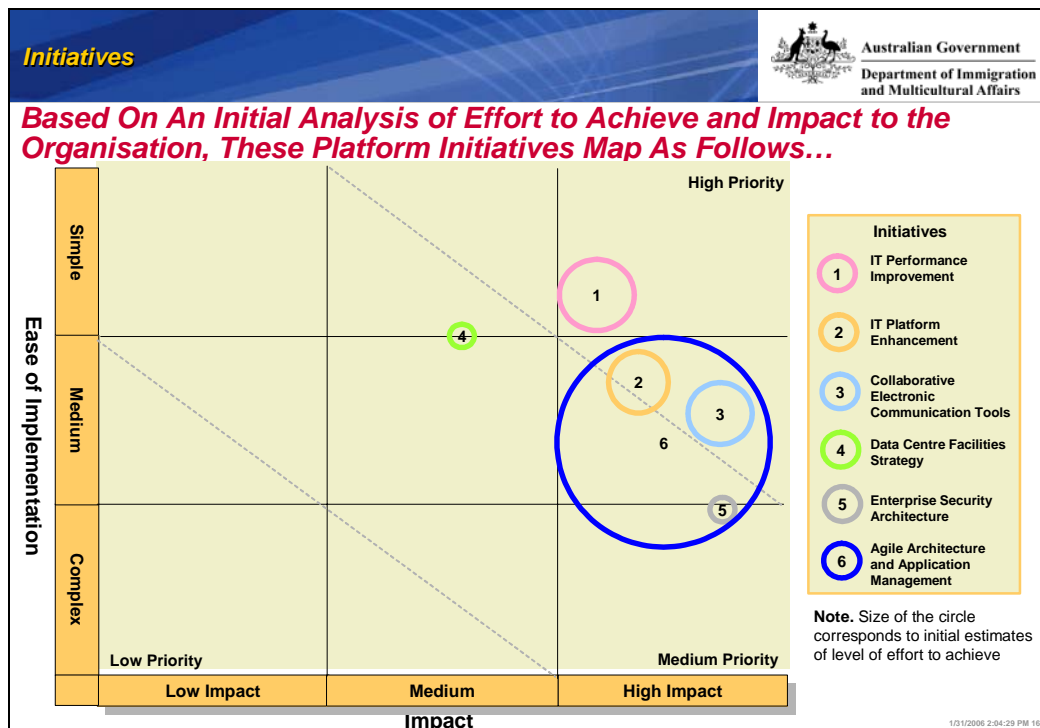 Initiatives
Australian Government
Department of Immigration
and Multicultural Affairs
Based On An Initial Analysis of Effort to Achieve and Impact to the
Organisation, These Platform Initiatives Map As Follows…
Ease of Implementation
Simple
Medium
Complex
High Priority
1
4
2
3
6
5
Low Priority
Medium Priority
Low Impact
Medium
High Impact
Impact
Initiatives
1
IT Performance
Improvement
2
IT Platform
Enhancement
3
Collaborative
Electronic
Communication Tools
4
Data Centre Facilities
Strategy
5
Enterprise Security
Architecture
6
Agile Architecture
and Application
Management
Note. Size of the circle
corresponds to initial estimates
of level of effort to achieve
1/31/2006 2:04:29 PM 16